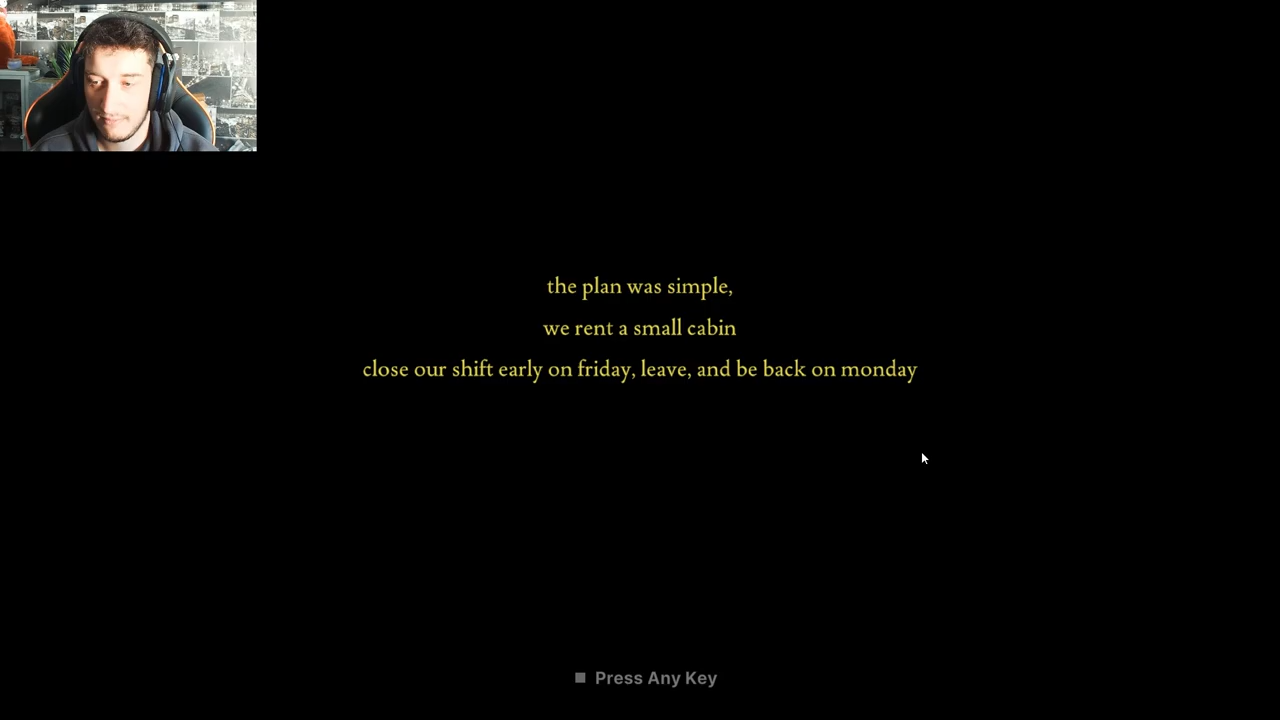 the plan was simple,
we rent a small cabin
close our shift early on friday, leave, and be back on monday
Press Any Key